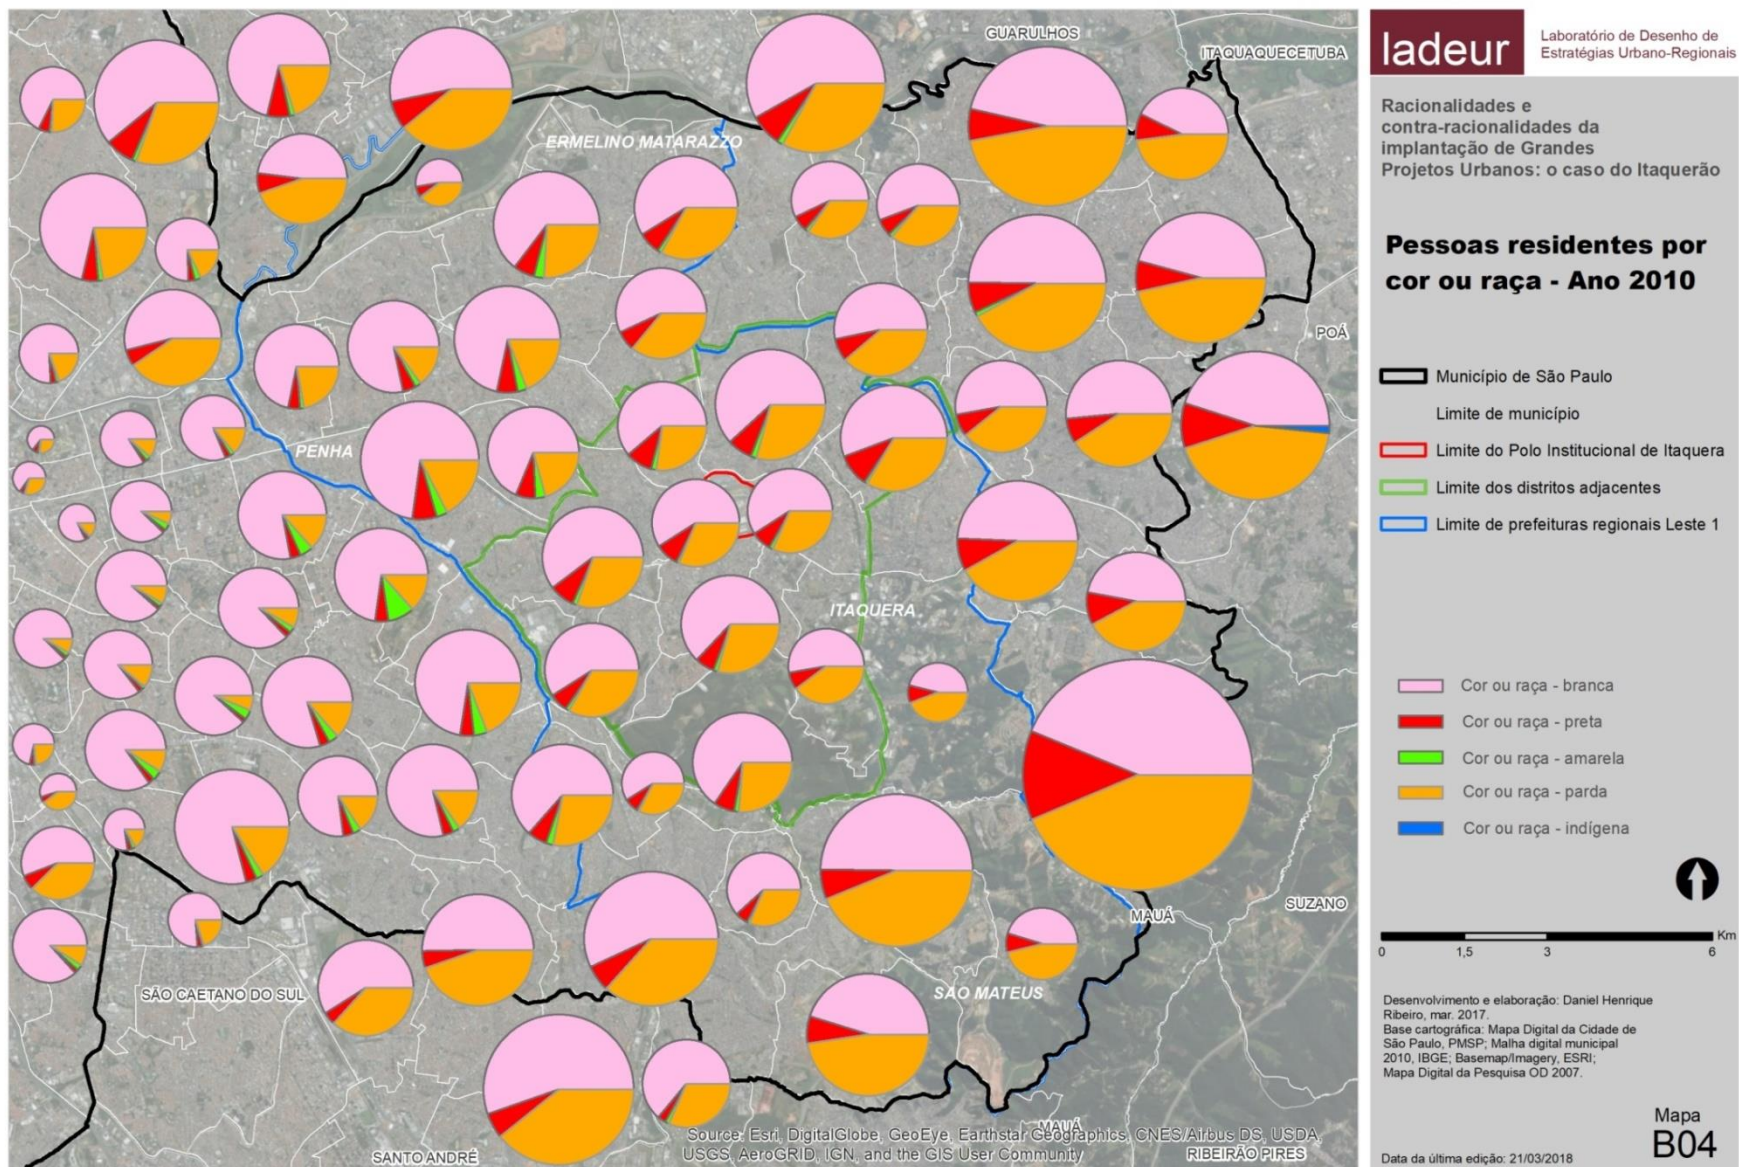 GUARULHOS
ITAQUAQUECETUBA
ERMELINO MATARAZZO
POÁ
PENHA
ITAQUERA
SUZANO
MAUÁ
SÃO MATEUS
SÃO CAETANO DO SUL
SANTO ANDRÉ
MAUÁ
RIBEIRÃO PIRES
Source: Esri, DigitalGlobe, GeoEye, Earthstar Geographics, CNES/Airbus DS, USDA,
USGS, AeroGRID, IGN, and the GIS User Community
ladeur
Laboratório de Desenho de
Estratégias Urbano-Regionais
Racionalidades e
contra-racionalidades da
implantação de Grandes
Projetos Urbanos: o caso do Itaquerão
Pessoas residentes por
cor ou raça - Ano 2010
Município de São Paulo
Limite de município
Limite do Polo Institucional de Itaquera
Limite dos distritos adjacentes
Limite de prefeituras regionais Leste 1
Cor ou raça - branca
Cor ou raça - preta
Cor ou raça - amarela
Cor ou raça - parda
Cor ou raça - indígena
Km
0 1,5 3 6
Desenvolvimento e elaboração: Daniel Henrique
Ribeiro, mar. 2017.
Base cartográfica: Mapa Digital da Cidade de
São Paulo, PMSP; Malha digital municipal
2010, IBGE; Basemap/Imagery, ESRI;
Mapa Digital da Pesquisa OD 2007.
Mapa
B04
Data da última edição: 21/03/2018